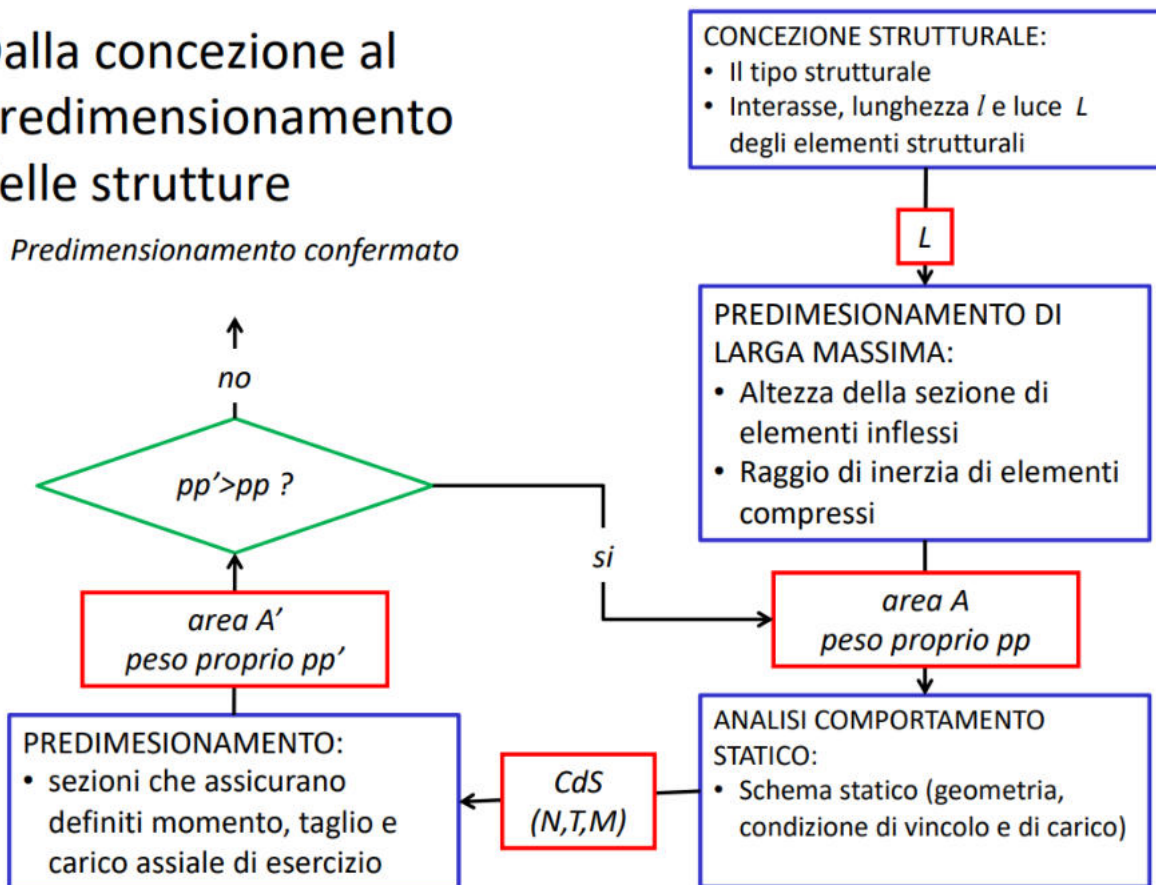 alla concezione al
redimensionamento
elle strutture
Predimensionamento confermato
CONCEZIONE STRUTTURALE:
• Il tipo strutturale
• Interasse, lunghezza l e luce L
degli elementi strutturali
L
PREDIMESIONAMENTO DI
LARGA MASSIMA:
• Altezza della sezione di
elementi inflessi
• Raggio di inerzia di elementi
compressi
area A
peso proprio pp
ANALISI COMPORTAMENTO
STATICO:
• Schema statico (geometria,
condizione di vincolo e di carico)
CdS
(N,T,M)
PREDIMESIONAMENTO:
• sezioni che assicurano
definiti momento, taglio e
carico assiale di esercizio
area A’
peso proprio pp’
pp’>pp ?
no
si